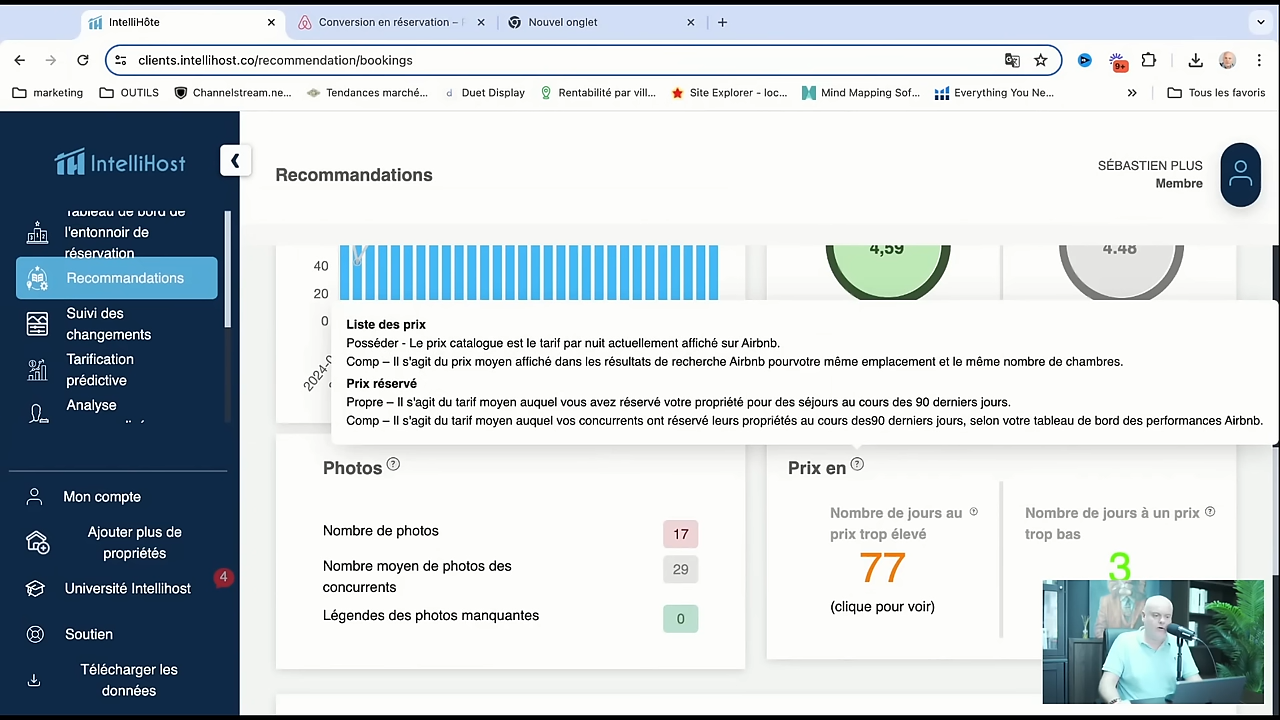 IntelliHôte
Conversion en réservation –
Nouvel onglet
clients.intellihost.co/recommendation/bookings
9+
marketing
OUTILS
Channelstream.ne...
Tendances marché...
Duet Display
Rentabilité par vill...
Site Explorer - loc...
Mind Mapping Sof...
Everything You Ne...
Tous les favoris
IntelliHost
Recommandations
SÉBASTIEN PLUS
Membre
Tableau de bord de
l'entonnoir de
réservation
Recommandations
Suivi des
changements
Tarification
prédictive
Analyse
Mon compte
Ajouter plus de
propriétés
Université Intellihost
4
Soutien
Télécharger les
données
40
20
0
4,59
4.48
Liste des prix
Posséder - Le prix catalogue est le tarif par nuit actuellement affiché sur Airbnb.
Comp – Il s'agit du prix moyen affiché dans les résultats de recherche Airbnb pourvotre même emplacement et le même nombre de chambres.
Prix réservé
Propre – Il s'agit du tarif moyen auquel vous avez réservé votre propriété pour des séjours au cours des 90 derniers jours.
Comp – Il s'agit du tarif moyen auquel vos concurrents ont réservé leurs propriétés au cours des90 derniers jours, selon votre tableau de bord des performances Airbnb.
Photos
Nombre de photos
17
Nombre moyen de photos des
concurrents
29
Légendes des photos manquantes
0
Prix en
Nombre de jours au
prix trop élevé
77
(clique pour voir)
Nombre de jours à un prix
trop bas
3